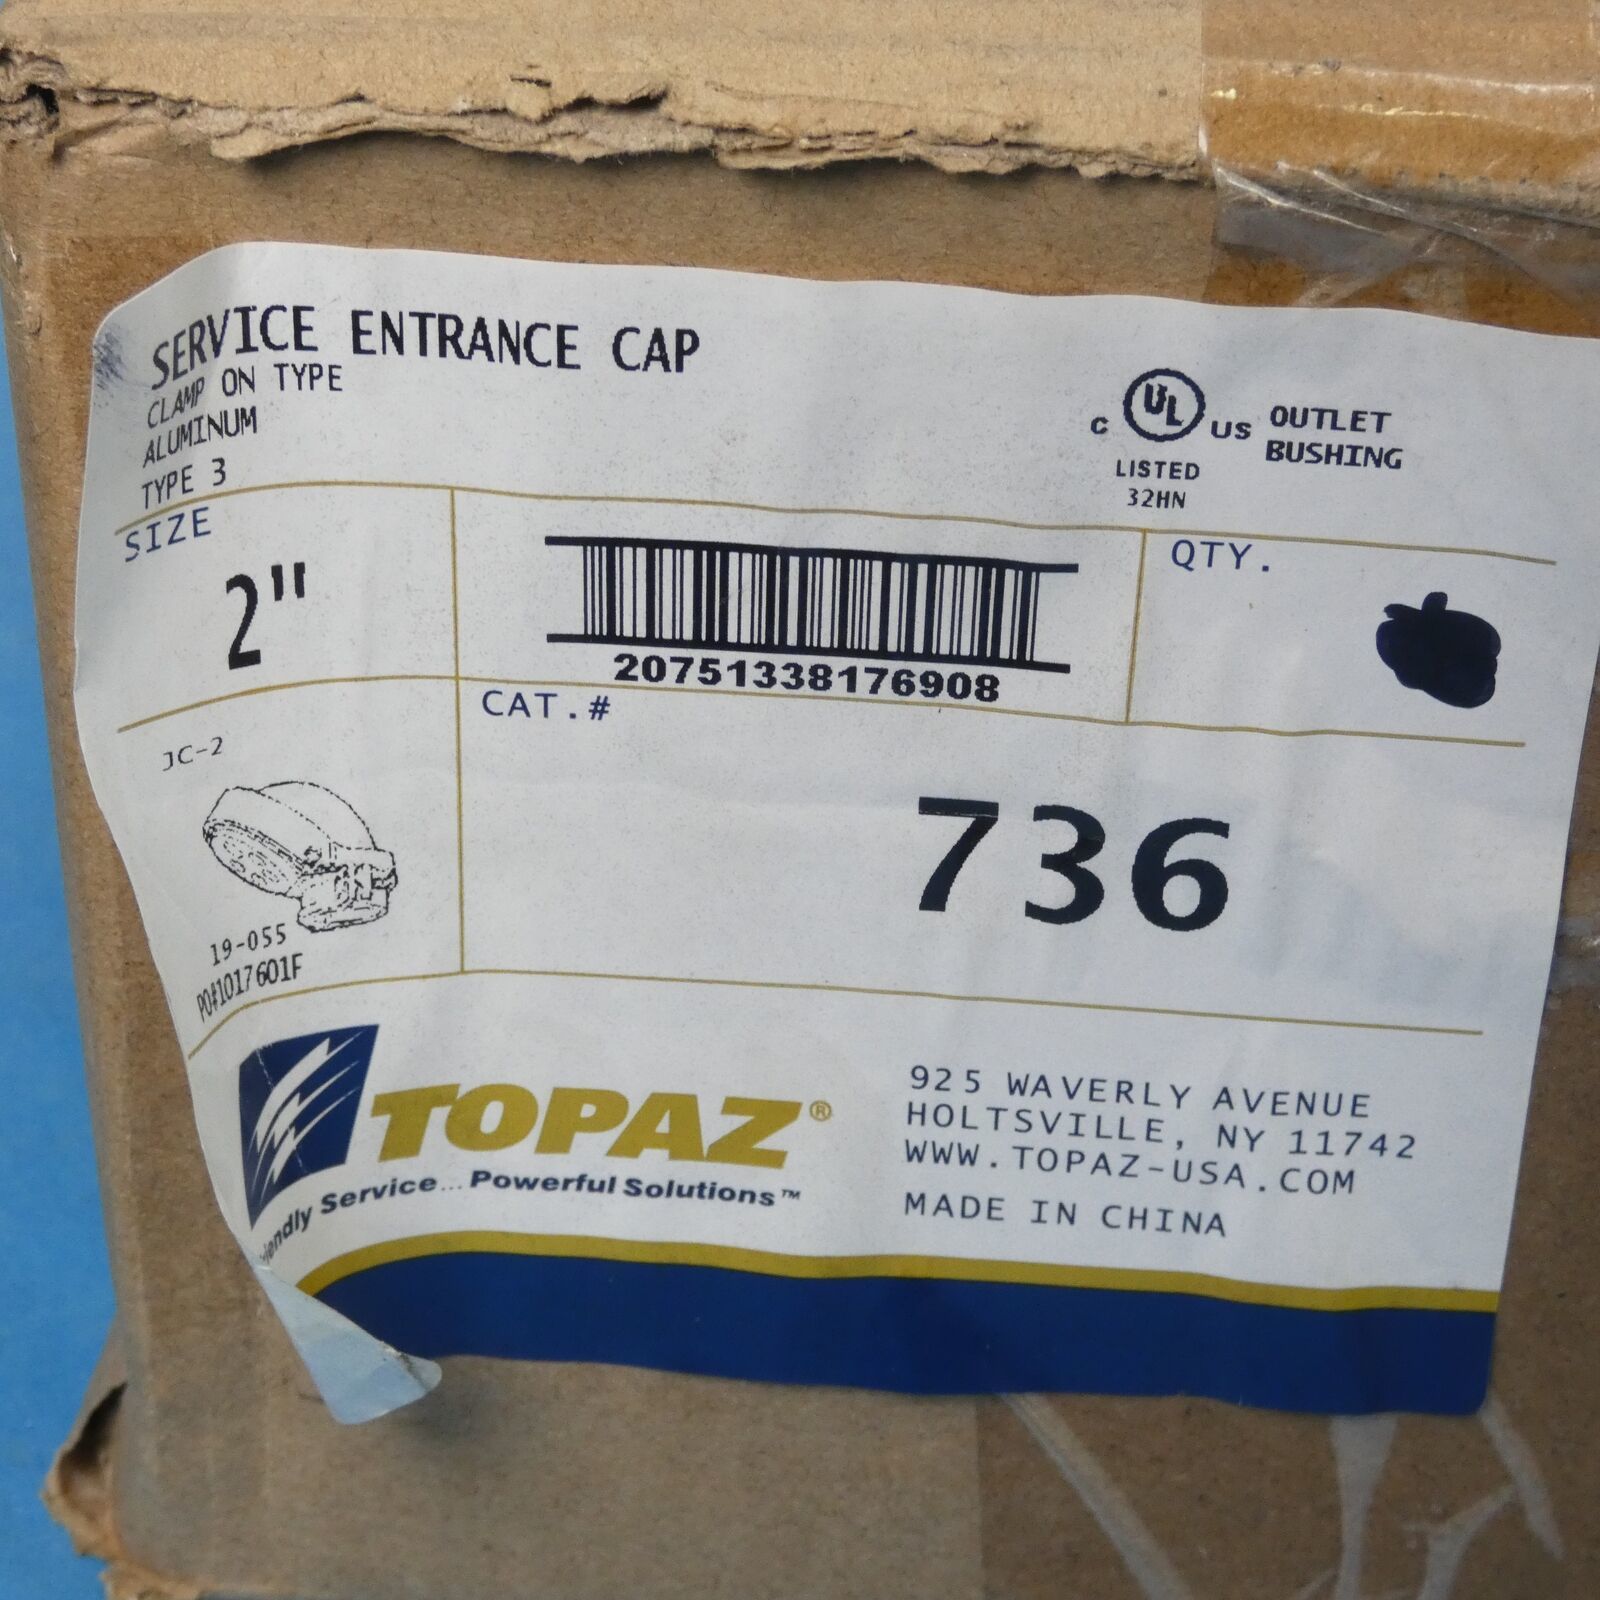 SERVICE ENTRANCE CAP
CLAMP ON TYPE
ALUMINUM
TYPE 3
C UL US
LISTED
32HN
OUTLET
BUSHING
SIZE
2"
20751338176908
QTY.
JC-2
19-055
PO#1017601F
CAT.#
736
TOPAZ®
Service... Powerful Solutions™
925 WAVERLY AVENUE
HOLTSVILLE, NY 11742
WWW.TOPAZ-USA.COM
MADE IN CHINA